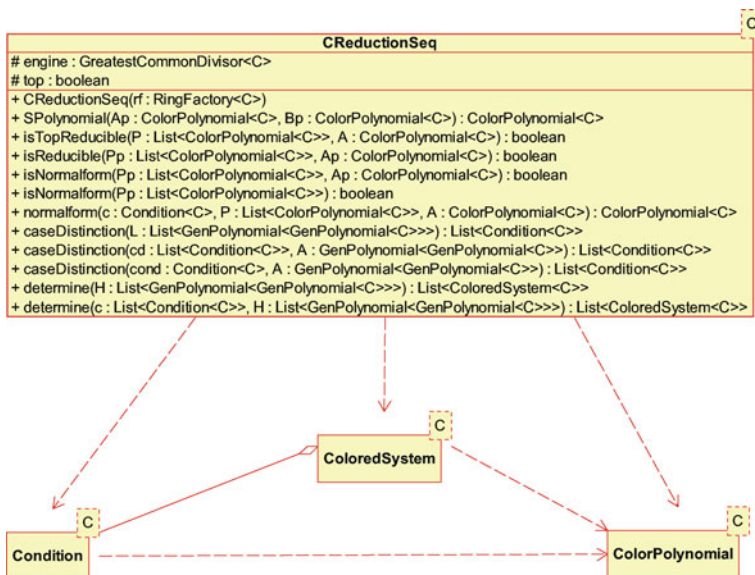 C
CReductionSeq
# engine : GreatestCommonDivisor<C>
# top : boolean
+ CReductionSeq(rf : RingFactory<C>)
+ SPolynomial(Ap : ColorPolynomial<C>, Bp : ColorPolynomial<C>) : ColorPolynomial<C>
+ isTopReducible(P : List<ColorPolynomial<C>>, A : ColorPolynomial<C>) : boolean
+ isReducible(Pp : List<ColorPolynomial<C>>, Ap : ColorPolynomial<C>) : boolean
+ isNormalform(Pp : List<ColorPolynomial<C>>, Ap : ColorPolynomial<C>) : boolean
+ isNormalform(Pp : List<ColorPolynomial<C>>) : boolean
+ normalform(c : Condition<C>, P : List<ColorPolynomial<C>>, A : ColorPolynomial<C>) : ColorPolynomial<C>
+ caseDistinction(L : List<GenPolynomial<GenPolynomial<C>>>) : List<Condition<C>>
+ caseDistinction(cd : List<Condition<C>>, A : GenPolynomial<GenPolynomial<C>>) : List<Condition<C>>
+ caseDistinction(cond : Condition<C>, A : GenPolynomial<GenPolynomial<C>>) : List<Condition<C>>
+ determine(H : List<GenPolynomial<GenPolynomial<C>>>) : List<ColoredSystem<C>>
+ determine(c : List<Condition<C>>, H : List<GenPolynomial<GenPolynomial<C>>>) : List<ColoredSystem<C>>
C
ColoredSystem
C
Condition
C
ColorPolynomial